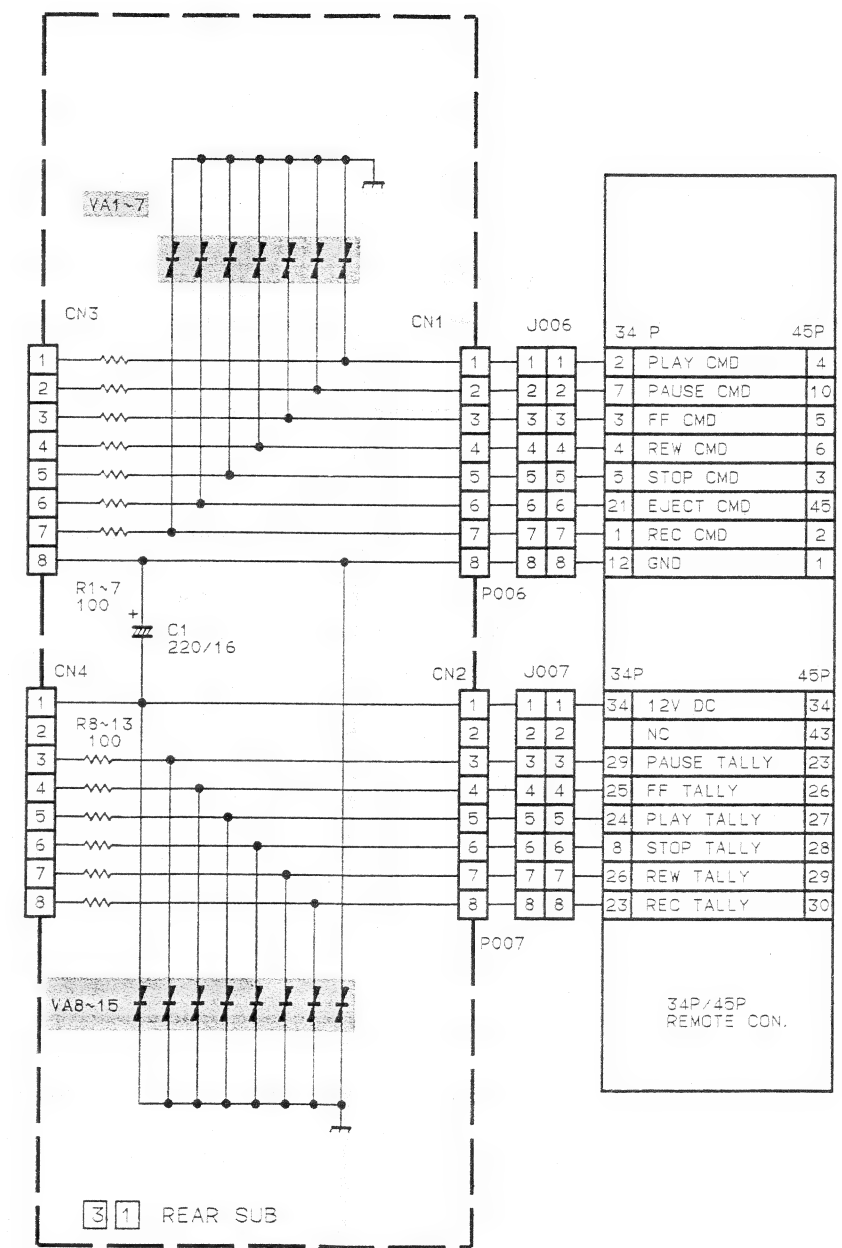 VA1~7
CN3
CN1
J006
34 P
45P
1 1 1 1 2 PLAY CMD 4
2 2 2 2 7 PAUSE CMD 10
3 3 3 3 3 FF CMD 5
4 4 4 4 4 REW CMD 6
5 5 5 5 5 STOP CMD 3
6 6 6 6 21 EJECT CMD 45
7 7 7 7 1 REC CMD 2
8 8 8 8 12 GND 1
R1~7
100
P006
+
C1
220/16
CN4
CN2
J007
34P
45P
1 1 1 1 34 12V DC 34
2 2 2 2 NC 43
R8~13
100
3 3 3 3 29 PAUSE TALLY 23
4 4 4 4 25 FF TALLY 26
5 5 5 5 24 PLAY TALLY 27
6 6 6 6 8 STOP TALLY 28
7 7 7 7 26 REW TALLY 29
8 8 8 8 23 REC TALLY 30
P007
VA8~15
34P/45P
REMOTE CON.
3 1 REAR SUB